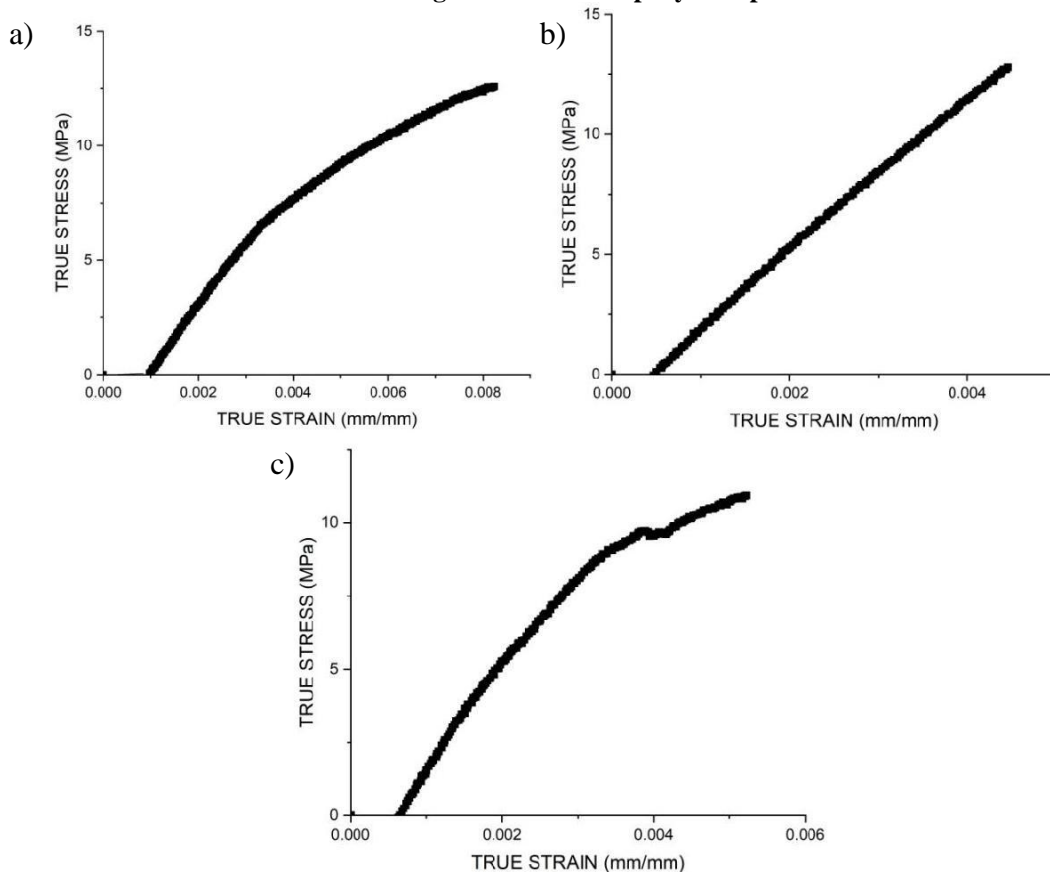 a)
15
10
5
0
TRUE STRESS (MPa)
0.000 0.002 0.004 0.006 0.008
TRUE STRAIN (mm/mm)
b)
15
10
5
0
TRUE STRESS (MPa)
0.000 0.002 0.004
TRUE STRAIN (mm/mm)
c)
10
5
0
TRUE STRESS (MPa)
0.000 0.002 0.004 0.006
TRUE STRAIN (mm/mm)